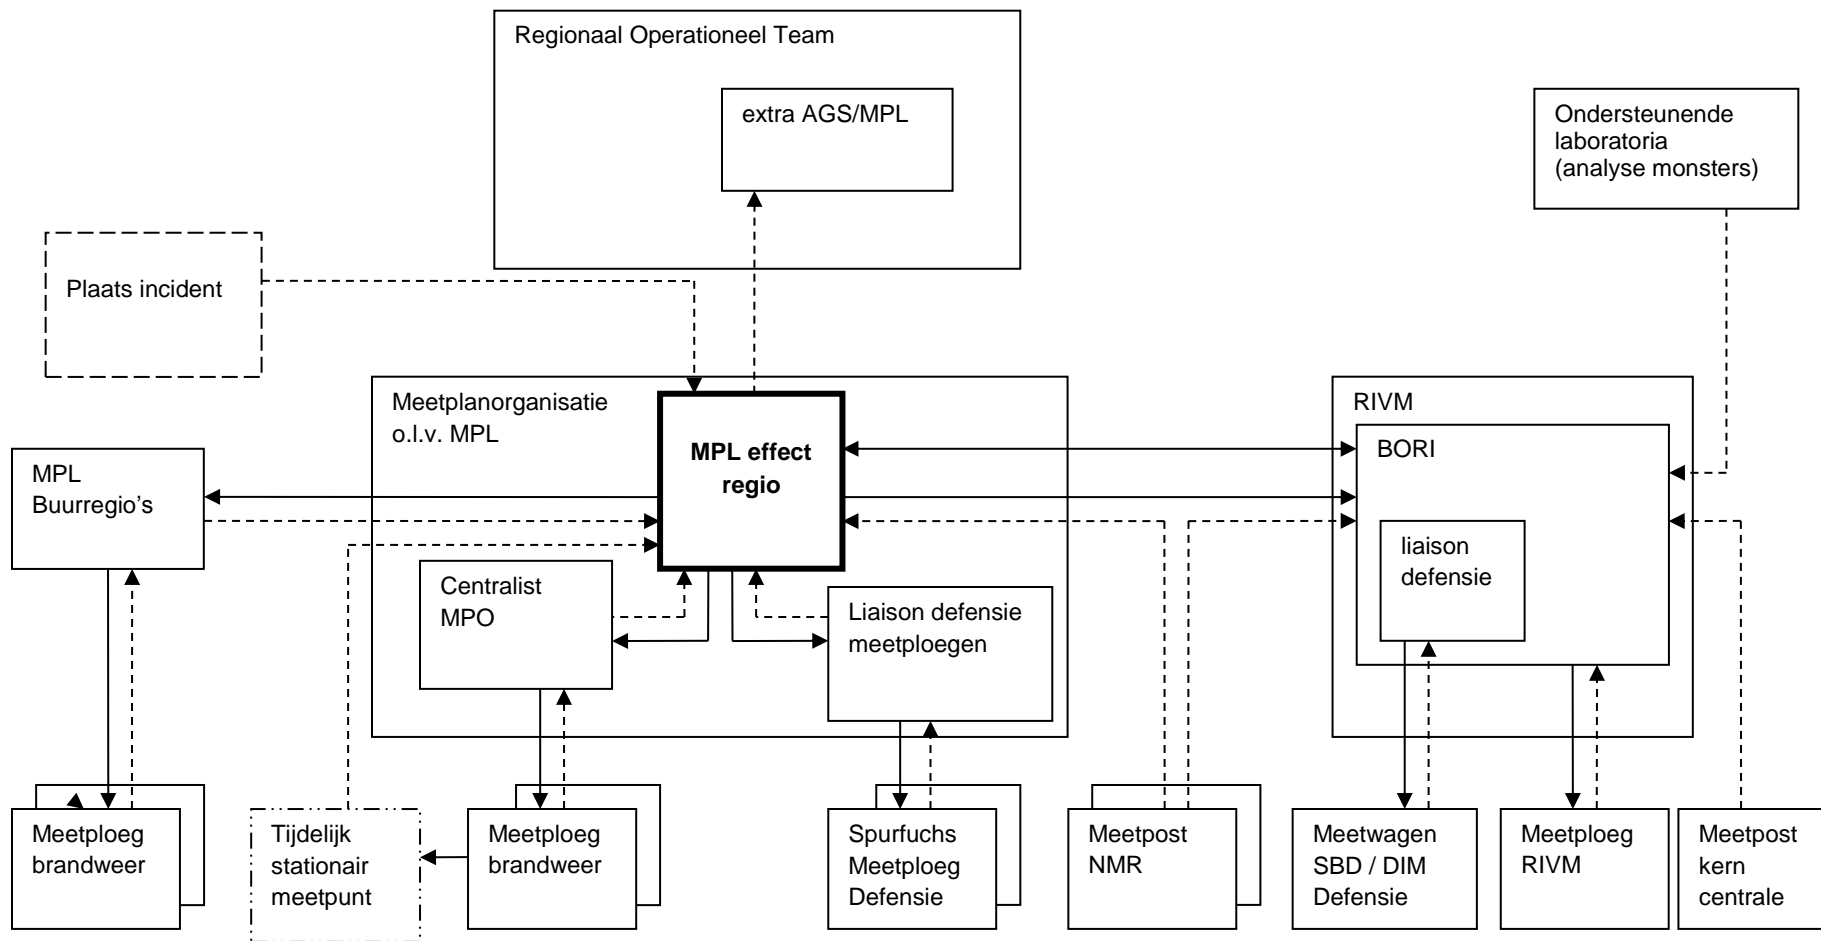 Regionaal Operationeel Team
extra AGS/MPL
Ondersteunende
laboratoria
(analyse monsters)
Plaats incident
Meetplanorganisatie
o.l.v. MPL
MPL effect
regio
RIVM
BORI
MPL
Buurregio’s
liaison
defensie
Centralist
MPO
Liaison defensie
meetploegen
Meetploeg
brandweer
Tijdelijk
stationair
meetpunt
Meetploeg
brandweer
Spurfuchs
Meetploeg
Defensie
Meetpost
NMR
Meetwagen
SBD / DIM
Defensie
Meetploeg
RIVM
Meetpost
kern
centrale